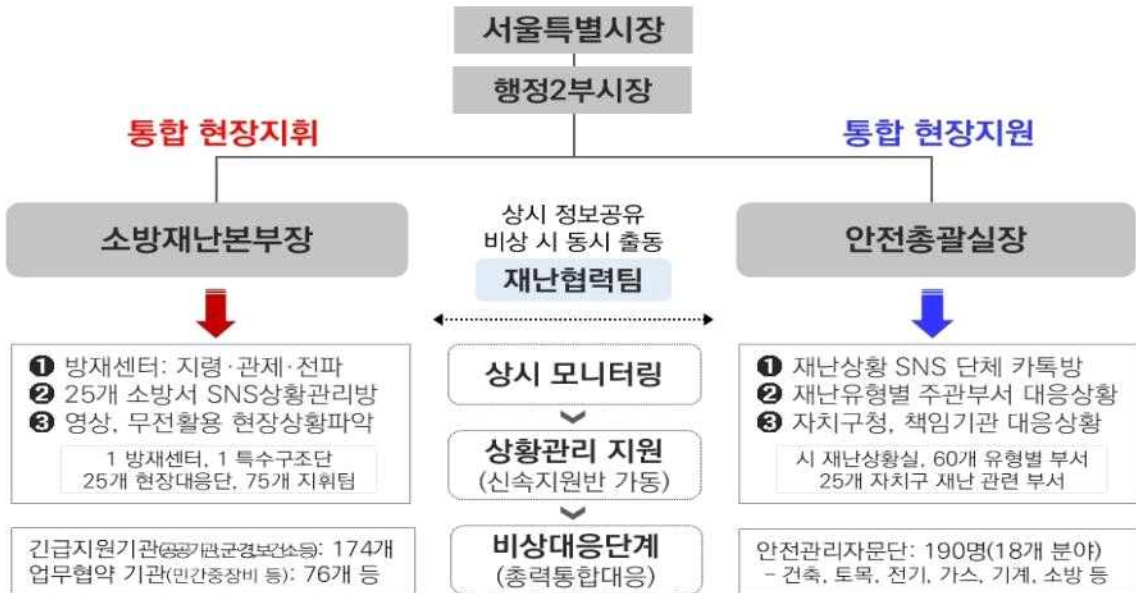 서울특별시장
행정2부시장
통합 현장지휘
통합 현장지원
소방재난본부장
상시 정보공유
비상 시 동시 출동
재난협력팀
안전총괄실장
❶ 방재센터: 지령·관제·전파
❷ 25개 소방서 SNS상황관리방
❸ 영상, 무전활용 현장상황파악
1 방재센터, 1 특수구조단
25개 현장대응단, 75개 지휘팀
긴급지원기관(공공기관,군·경,보건소등): 174개
업무협약 기관(민간중장비 등): 76개 등
상시 모니터링
상황관리 지원
(신속지원반 가동)
비상대응단계
(총력통합대응)
❶ 재난상황 SNS 단체 카톡방
❷ 재난유형별 주관부서 대응상황
❸ 자치구청, 책임기관 대응상황
시 재난상황실, 60개 유형별 부서
25개 자치구 재난 관련 부서
안전관리자문단: 190명(18개 분야)
- 건축, 토목, 전기, 가스, 기계, 소방 등